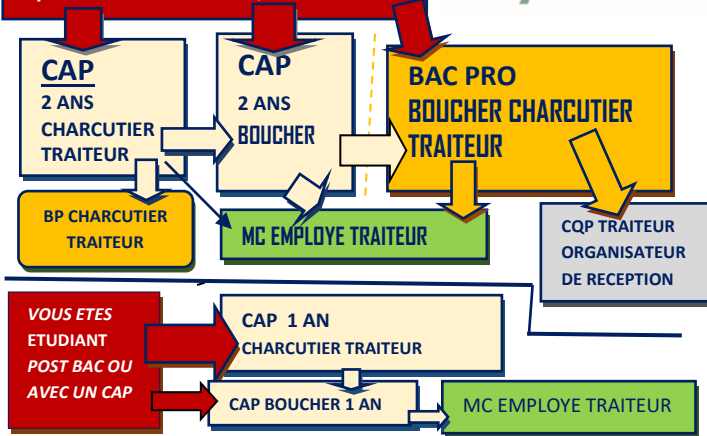 CAP
2 ANS
CHARCUTIER
TRAITEUR
CAP
2 ANS
BOUCHER
BAC PRO
BOUCHER CHARCUTIER
TRAITEUR
BP CHARCUTIER
TRAITEUR
MC EMPLOYE TRAITEUR
CQP TRAITEUR
ORGANISATEUR
DE RECEPTION
VOUS ETES
ETUDIANT
POST BAC OU
AVEC UN CAP
CAP 1 AN
CHARCUTIER TRAITEUR
CAP BOUCHER 1 AN
MC EMPLOYE TRAITEUR